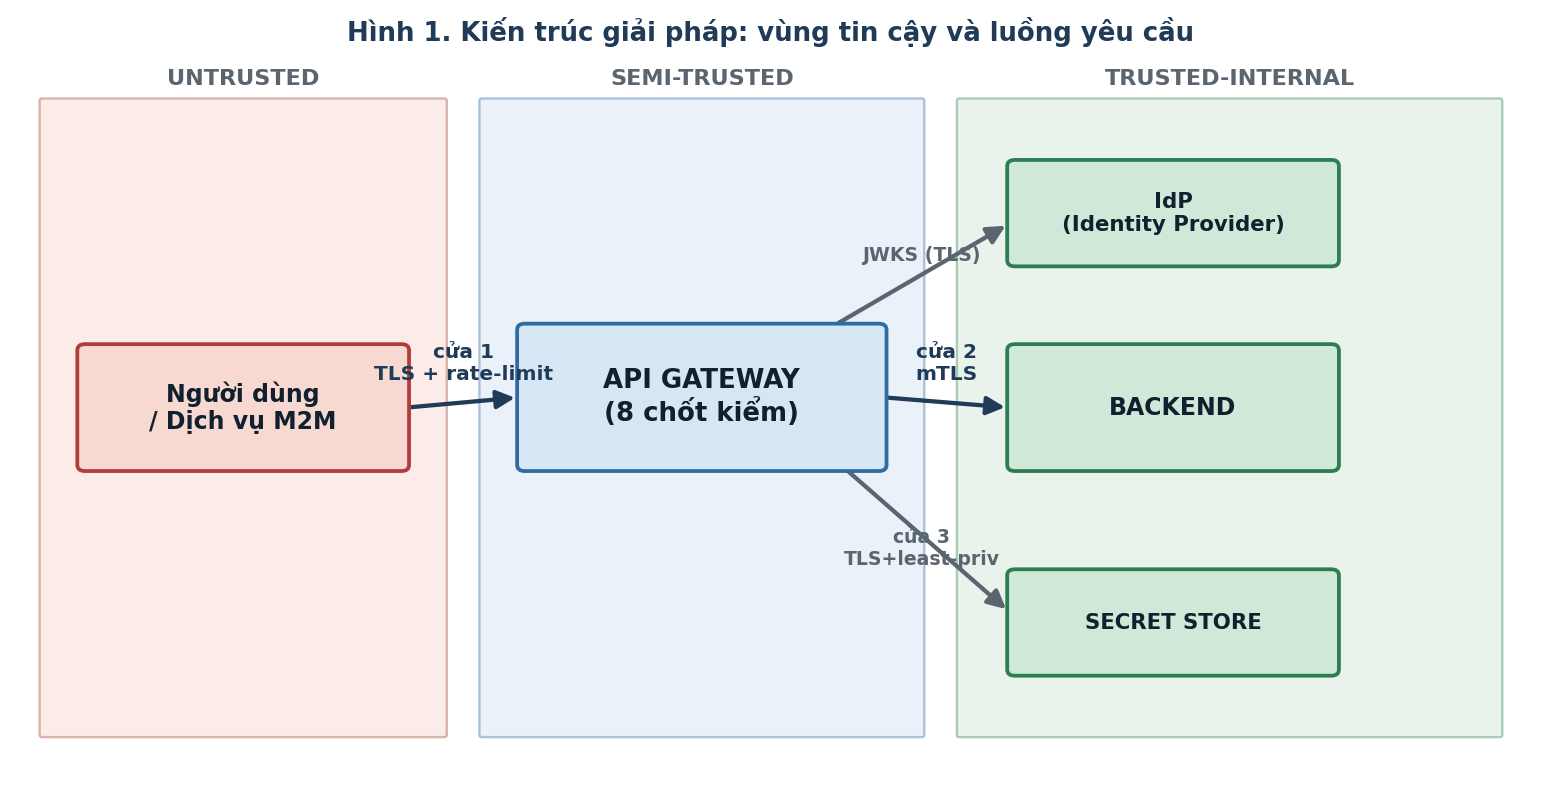 Hình 1. Kiến trúc giải pháp: vùng tin cậy và luồng yêu cầu
UNTRUSTED
SEMI-TRUSTED
TRUSTED-INTERNAL
IdP
(Identity Provider)
JWKS (TLS)
Người dùng
/ Dịch vụ M2M
cửa 1
TLS + rate-limit
API GATEWAY
(8 chốt kiểm)
cửa 2
mTLS
BACKEND
cửa 3
TLS+least-priv
SECRET STORE